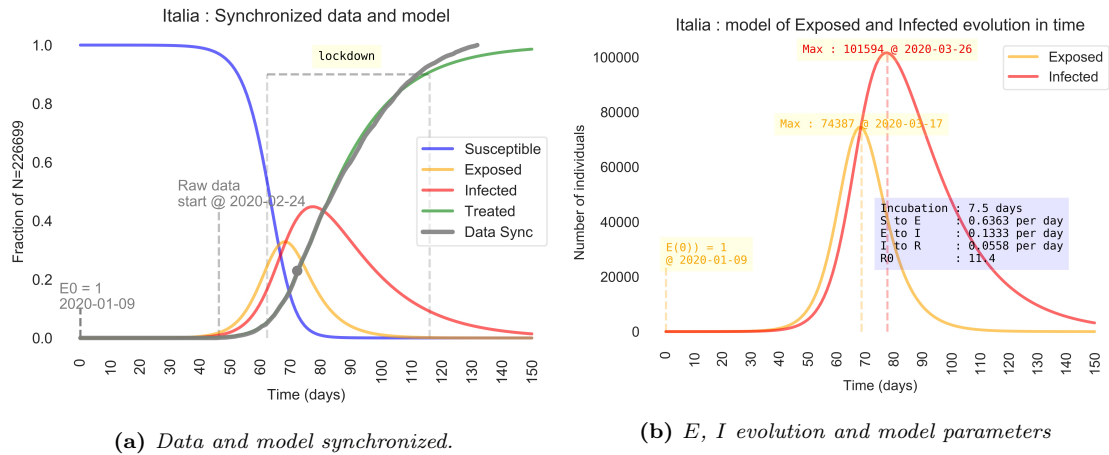 Italia : Synchronized data and model
Fraction of N=226699
1.0
0.8
0.6
0.4
0.2
0.0
lockdown
Raw data
start @ 2020-02-24
E0 = 1
2020-01-09
Susceptible
Exposed
Infected
Treated
Data Sync
0 10 20 30 40 50 60 70 80 90 100 110 120 130 140 150
Time (days)
(a) Data and model synchronized.
Italia : model of Exposed and Infected evolution in time
Number of individuals
100000
80000
60000
40000
20000
0
Max : 101594 @ 2020-03-26
Max : 74387 @ 2020-03-17
Exposed
Infected
E(0)) = 1
@ 2020-01-09
Incubation : 7.5 days
S to E : 0.6363 per day
E to I : 0.1333 per day
I to R : 0.0558 per day
R0 : 11.4
0 10 20 30 40 50 60 70 80 90 100 110 120 130 140 150
Time (days)
(b) E, I evolution and model parameters